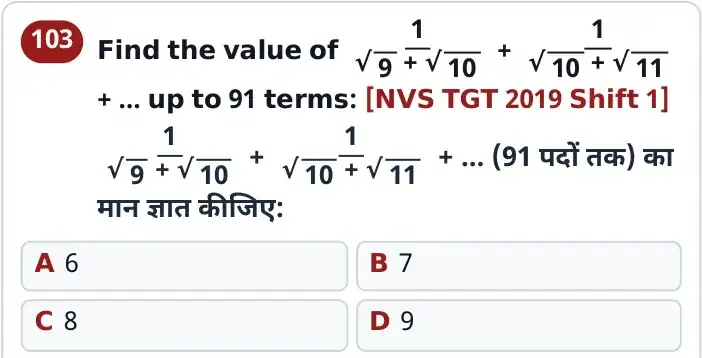 103 Find the value of 1/(√9 + √10) + 1/(√10 + √11)
+ ... up to 91 terms: [NVS TGT 2019 Shift 1]
1/(√9 + √10) + 1/(√10 + √11) + ... (91 पदों तक) का
मान ज्ञात कीजिए:
A 6
B 7
C 8
D 9